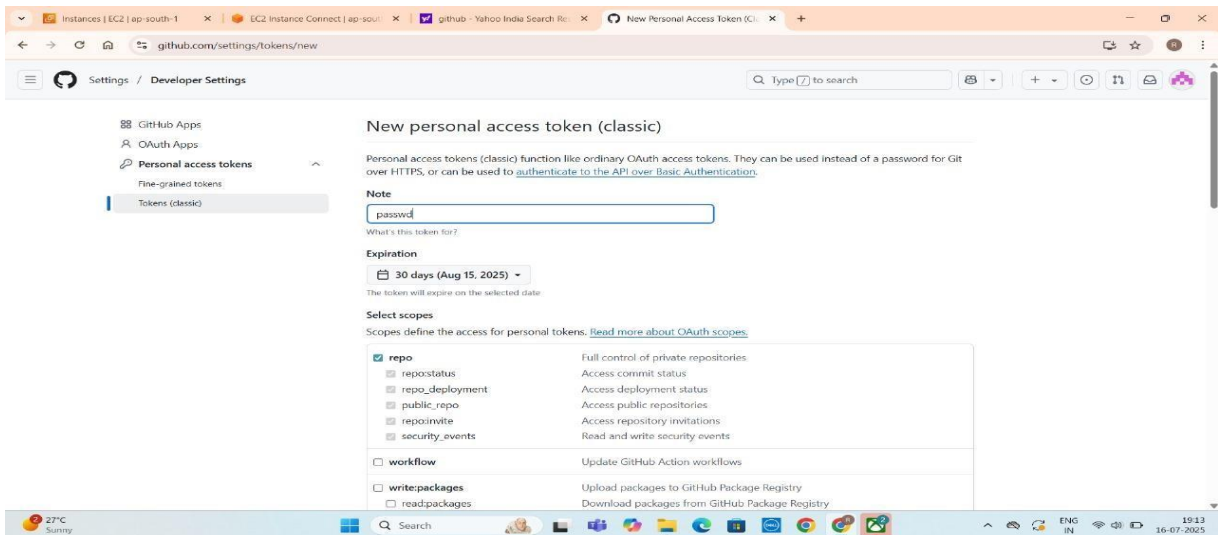 Instances | EC2 | ap-south-1
EC2 Instance Connect | ap-sout
github - Yahoo India Search Re
New Personal Access Token (Cl
github.com/settings/tokens/new
Settings / Developer Settings
Type / to search
GitHub Apps
OAuth Apps
Personal access tokens
Fine-grained tokens
Tokens (classic)
New personal access token (classic)
Personal access tokens (classic) function like ordinary OAuth access tokens. They can be used instead of a password for Git
over HTTPS, or can be used to authenticate to the API over Basic Authentication.
Note
passwd
What's this token for?
Expiration
30 days (Aug 15, 2025)
The token will expire on the selected date
Select scopes
Scopes define the access for personal tokens. Read more about OAuth scopes.
repo Full control of private repositories
repo:status Access commit status
repo_deployment Access deployment status
public_repo Access public repositories
repo:invite Access repository invitations
security_events Read and write security events
workflow Update GitHub Action workflows
write:packages Upload packages to GitHub Package Registry
read:packages Download packages from GitHub Package Registry
2
27°C
Sunny
Search
ENG
IN
19:13
16-07-2025